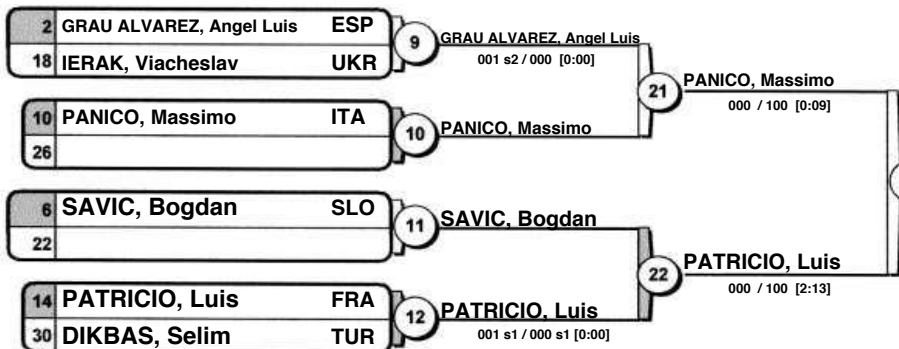 2 GRAU ALVAREZ, Angel Luis ESP
18 IERAK, Viacheslav UKR
9
GRAU ALVAREZ, Angel Luis
001 s2 / 000 [0:00]
10 PANICO, Massimo ITA
26
10
PANICO, Massimo
21
PANICO, Massimo
000 / 100 [0:09]
6 SAVIC, Bogdan SLO
22
11
SAVIC, Bogdan
14 PATRICIO, Luis FRA
30 DIKBAS, Selim TUR
12
PATRICIO, Luis
001 s1 / 000 s1 [0:00]
22
PATRICIO, Luis
000 / 100 [2:13]